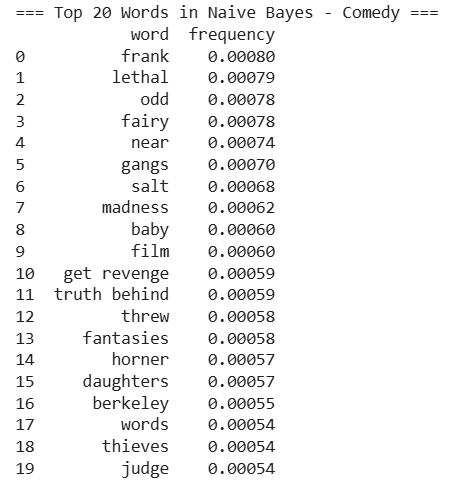 === Top 20 Words in Naive Bayes - Comedy ===
word frequency
0 frank 0.00080
1 lethal 0.00079
2 odd 0.00078
3 fairy 0.00078
4 near 0.00074
5 gangs 0.00070
6 salt 0.00068
7 madness 0.00062
8 baby 0.00060
9 film 0.00060
10 get revenge 0.00059
11 truth behind 0.00059
12 threw 0.00058
13 fantasies 0.00058
14 horner 0.00057
15 daughters 0.00057
16 berkeley 0.00055
17 words 0.00054
18 thieves 0.00054
19 judge 0.00054